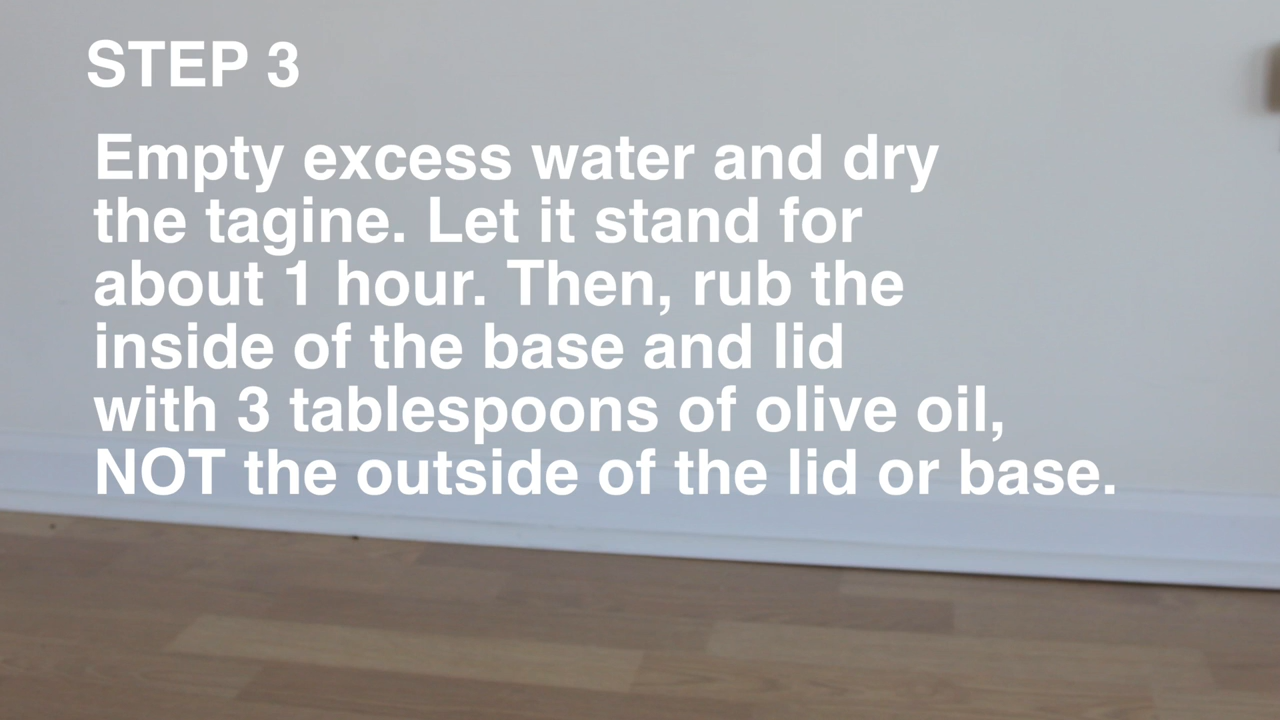 STEP 3
Empty excess water and dry
the tagine. Let it stand for
about 1 hour. Then, rub the
inside of the base and lid
with 3 tablespoons of olive oil,
NOT the outside of the lid or base.